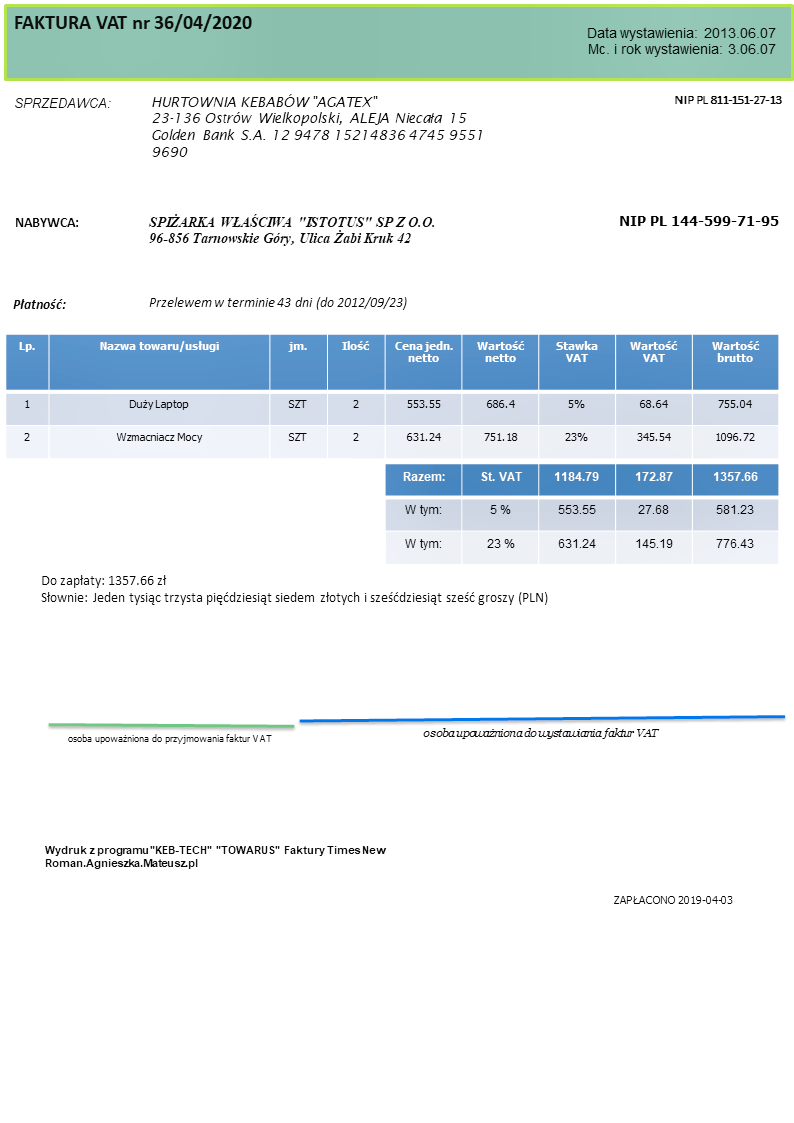 FAKTURA VAT nr 36/04/2020
Data wystawienia: 2013.06.07
Mc. i rok wystawienia: 3.06.07
SPRZEDAWCA:
HURTOWNIA KEBABÓW "AGATEX"
23-136 Ostrów Wielkopolski, ALEJA Niecała 15
Golden Bank S.A. 12 9478 15214836 4745 9551
9690
NIP PL 811-151-27-13
NABYWCA:
SPIŻARKA WŁAŚCIWA "ISTOTUS" SP Z O.O.
96-856 Tarnowskie Góry, Ulica Żabi Kruk 42
NIP PL 144-599-71-95
Płatność:
Przelewem w terminie 43 dni (do 2012/09/23)
Lp. Nazwa towaru/usługi jm. Ilość Cena jedn. netto Wartość netto Stawka VAT Wartość VAT Wartość brutto
1 Duży Laptop SZT 2 553.55 686.4 5% 68.64 755.04
2 Wzmacniacz Mocy SZT 2 631.24 751.18 23% 345.54 1096.72
Razem: St. VAT 1184.79 172.87 1357.66
W tym: 5 % 553.55 27.68 581.23
W tym: 23 % 631.24 145.19 776.43
Do zapłaty: 1357.66 zł
Słownie: Jeden tysiąc trzysta pięćdziesiąt siedem złotych i sześćdziesiąt sześć groszy (PLN)
osoba upoważniona do przyjmowania faktur VAT
osoba upoważniona do wystawiania faktur VAT
Wydruk z programu "KEB-TECH" "TOWARUS" Faktury Times New
Roman.Agnieszka.Mateusz.pl
ZAPŁACONO 2019-04-03